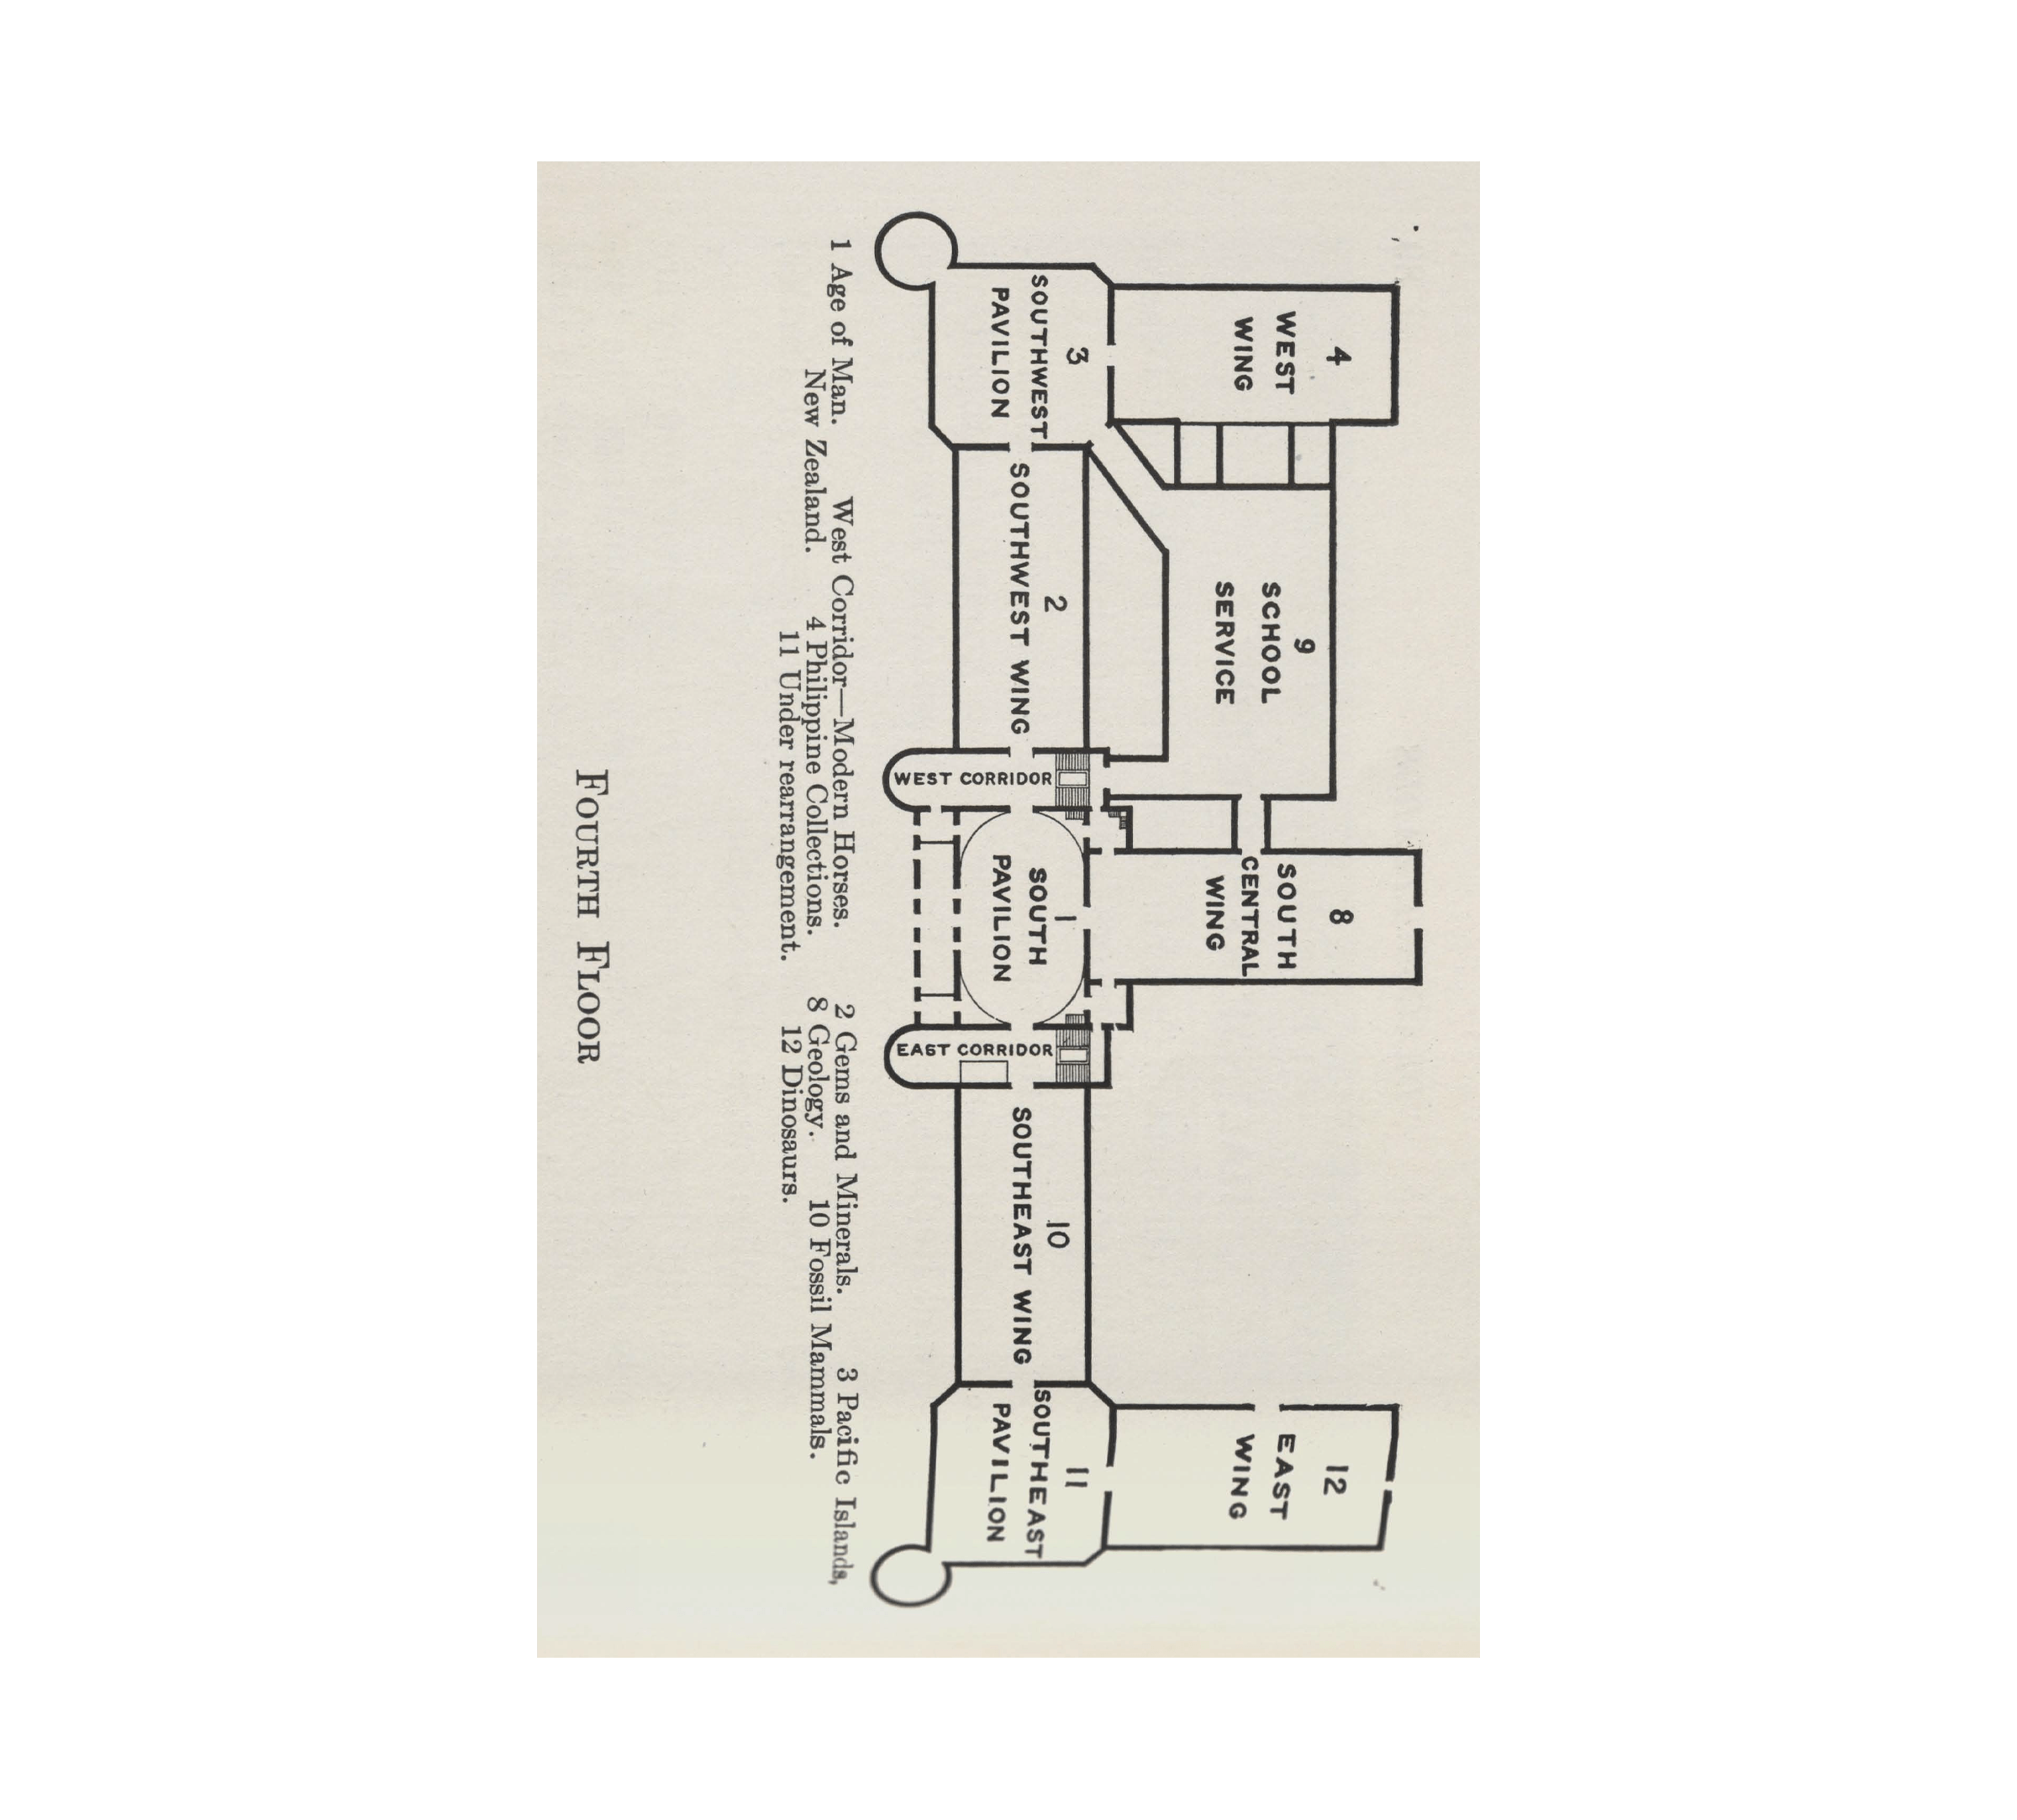 4
WEST
WING
3
SOUTHWEST
PAVILION
9
SCHOOL
SERVICE
2
SOUTHWEST WING
WEST CORRIDOR
8
SOUTH
CENTRAL
WING
1
SOUTH
PAVILION
EAST CORRIDOR
10
SOUTHEAST WING
12
EAST
WING
11
SOUTHEAST
PAVILION
1 Age of Man. West Corridor—Modern Horses. 2 Gems and Minerals. 3 Pacific Islands,
New Zealand. 4 Philippine Collections. 8 Geology. 10 Fossil Mammals.
11 Under rearrangement. 12 Dinosaurs.
FOURTH FLOOR